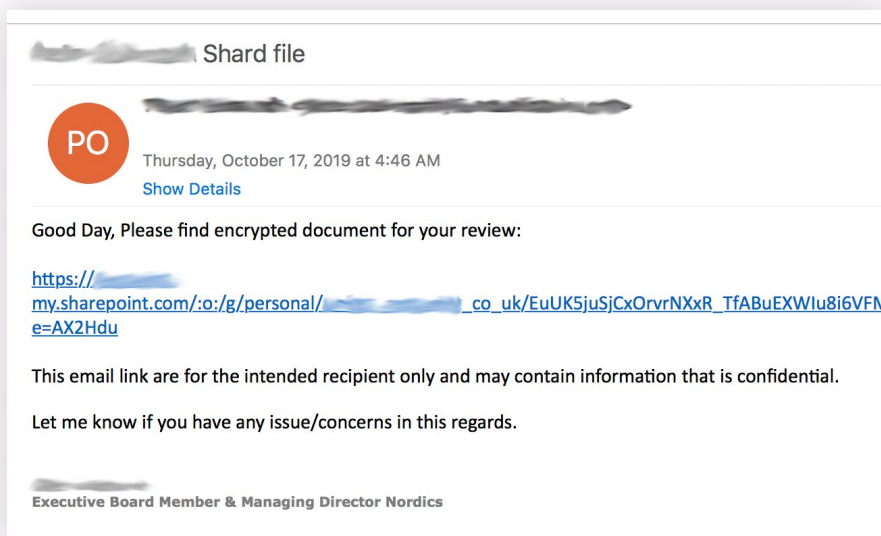 Shard file
PO
Thursday, October 17, 2019 at 4:46 AM
Show Details
Good Day, Please find encrypted document for your review:
https://
my.sharepoint.com/:o:/g/personal/ _co_uk/EuUK5juSjCxOrvrNXxR_TfABuEXWIu8i6VFM
e=AX2Hdu
This email link are for the intended recipient only and may contain information that is confidential.
Let me know if you have any issue/concerns in this regards.
Executive Board Member & Managing Director Nordics